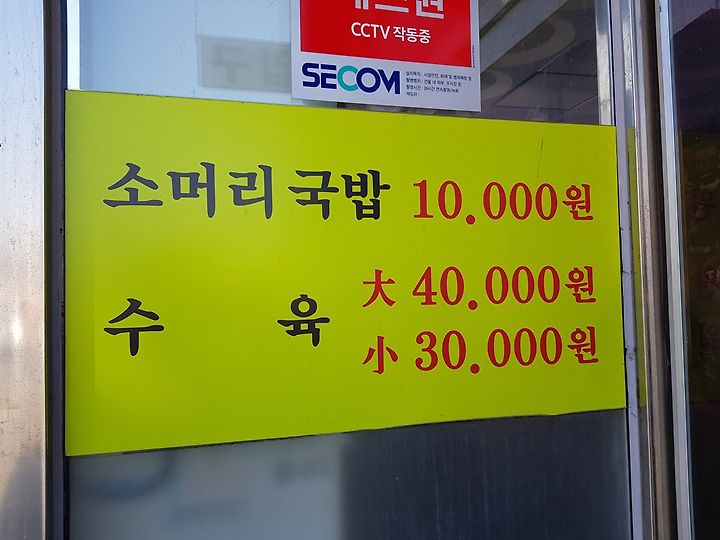 CCTV 작동중
SECOM
소머리국밥 10.000원
수육 大 40.000원
小 30.000원